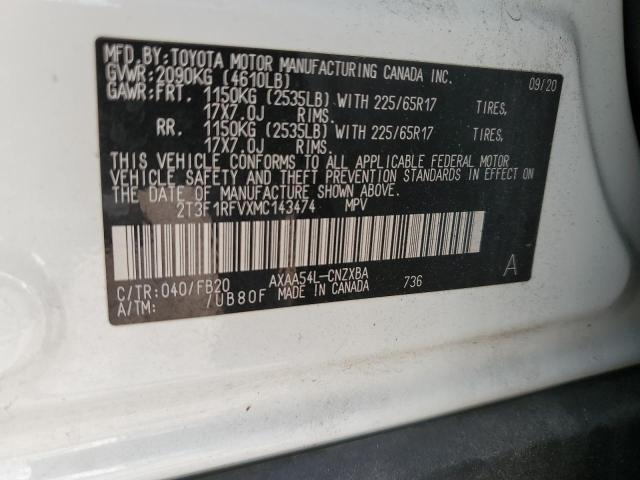 MFD.BY:TOYOTA MOTOR MANUFACTURING CANADA INC.
GVWR:2090KG (4610LB) 09/20
GAWR:FRT. 1150KG (2535LB) WITH 225/65R17 TIRES,
17X7.0J RIMS.
RR. 1150KG (2535LB) WITH 225/65R17 TIRES,
17X7.0J RIMS.
THIS VEHICLE CONFORMS TO ALL APPLICABLE FEDERAL MOTOR
VEHICLE SAFETY AND THEFT PREVENTION STANDARDS IN EFFECT ON
THE DATE OF MANUFACTURE SHOWN ABOVE.
2T3F1RFVXMC143474 MPV
C/TR:040/FB20 AXAA54L-CNZXBA 736 A
A/TM: /UB80F MADE IN CANADA